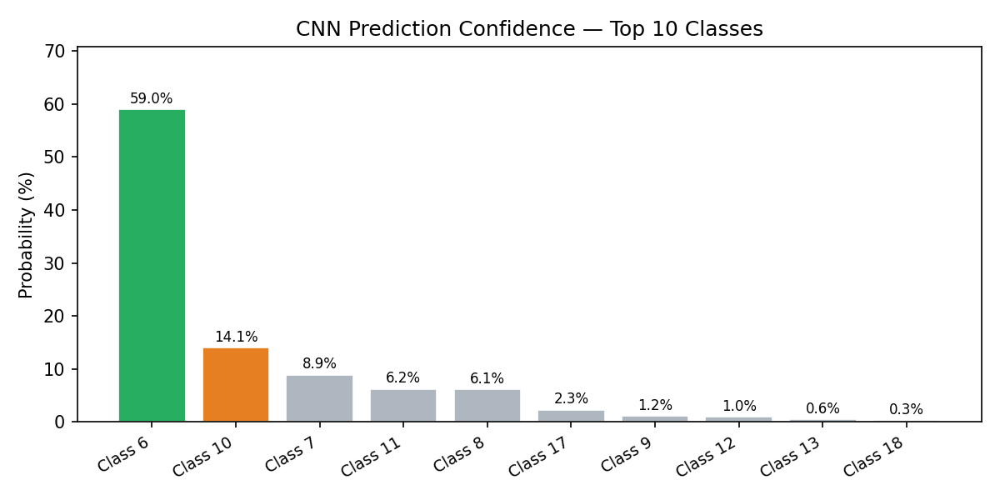 CNN Prediction Confidence — Top 10 Classes
Probability (%)
70
60
50
40
30
20
10
0
59.0%
14.1%
8.9%
6.2%
6.1%
2.3%
1.2%
1.0%
0.6%
0.3%
Class 6
Class 10
Class 7
Class 11
Class 8
Class 17
Class 9
Class 12
Class 13
Class 18